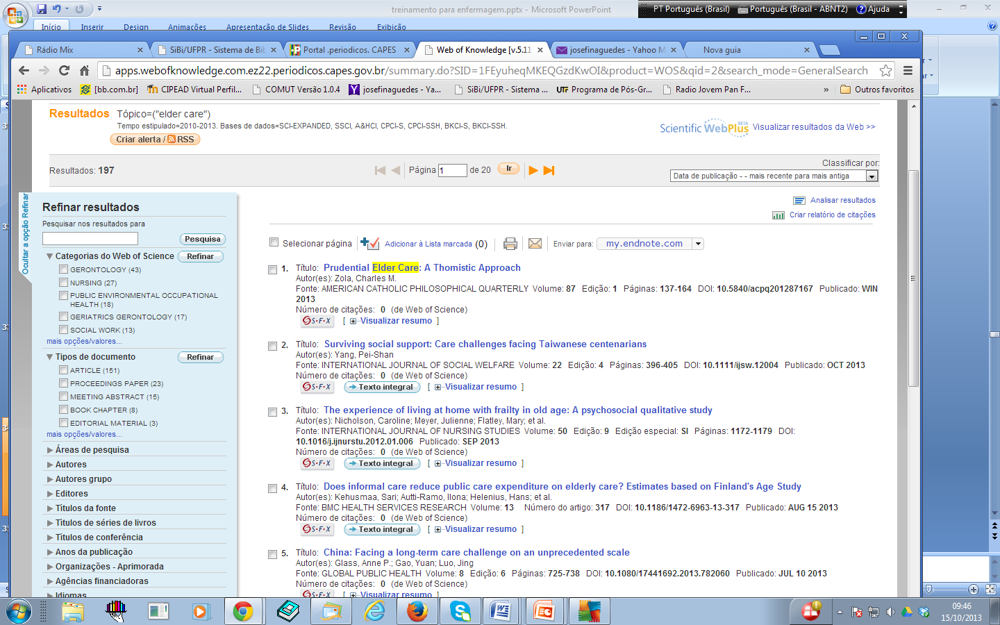 treinamento para enfermagem.pptx - Microsoft PowerPoint
PT Português (Brasil) Português (Brasil - ABNT2) Ajuda
Início Inserir Design Animações Apresentação de Slides Revisão Exibição
Rádio Mix
SiBi/UFPR - Sistema de Bib
Portal .periodicos. CAPES
Web of Knowledge [v.5.11
josefinaguedes - Yahoo M
Nova guia
apps.webofknowledge.com.ez22.periodicos.capes.gov.br/summary.do?SID=1FEyuheqMKEQGzdKwOI&product=WOS&qid=2&search_mode=GeneralSearch
Aplicativos [bb.com.br] CIPEAD Virtual Perfil... COMUT Versão 1.0.4 josefinaguedes - Ya... SiBi/UFPR - Sistema ... UTF Programa de Pós-Gr... Radio Jovem Pan F... » Outros favoritos
Resultados Tópico=("elder care")
Tempo estipulado=2010-2013. Bases de dados=SCI-EXPANDED, SSCI, A&HCI, CPCI-S, CPCI-SSH, BKCI-S, BKCI-SSH.
Criar alerta / RSS
Scientific WebPlus BETA Visualizar resultados da Web >>
Resultados: 197
Página 1 de 20 Ir
Classificar por:
Data de publicação - - mais recente para mais antiga
Ocultar a opção Refinar
Refinar resultados
Pesquisar nos resultados para
Pesquisa
Categorias do Web of Science Refinar
GERONTOLOGY (43)
NURSING (27)
PUBLIC ENVIRONMENTAL OCCUPATIONAL
HEALTH (18)
GERIATRICS GERONTOLOGY (17)
SOCIAL WORK (13)
mais opções/valores...
Tipos de documento Refinar
ARTICLE (151)
PROCEEDINGS PAPER (23)
MEETING ABSTRACT (15)
BOOK CHAPTER (8)
EDITORIAL MATERIAL (3)
mais opções/valores...
Áreas de pesquisa
Autores
Autores grupo
Editores
Títulos da fonte
Títulos de séries de livros
Títulos de conferência
Anos da publicação
Organizações - Aprimorada
Agências financiadoras
Idiomas
Analisar resultados
Criar relatório de citações
Selecionar página Adicionar à Lista marcada (0) Enviar para: my.endnote.com
1. Título: Prudential Elder Care: A Thomistic Approach
Autor(es): Zola, Charles M.
Fonte: AMERICAN CATHOLIC PHILOSOPHICAL QUARTERLY Volume: 87 Edição: 1 Páginas: 137-164 DOI: 10.5840/acpq201287167 Publicado: WIN
2013
Número de citações: 0 (de Web of Science)
S·F·X [ Visualizar resumo ]
2. Título: Surviving social support: Care challenges facing Taiwanese centenarians
Autor(es): Yang, Pei-Shan
Fonte: INTERNATIONAL JOURNAL OF SOCIAL WELFARE Volume: 22 Edição: 4 Páginas: 396-405 DOI: 10.1111/ijsw.12004 Publicado: OCT 2013
Número de citações: 0 (de Web of Science)
S·F·X Texto integral [ Visualizar resumo ]
3. Título: The experience of living at home with frailty in old age: A psychosocial qualitative study
Autor(es): Nicholson, Caroline; Meyer, Julienne; Flatley, Mary; et al.
Fonte: INTERNATIONAL JOURNAL OF NURSING STUDIES Volume: 50 Edição: 9 Edição especial: SI Páginas: 1172-1179 DOI:
10.1016/j.ijnurstu.2012.01.006 Publicado: SEP 2013
Número de citações: 0 (de Web of Science)
S·F·X Texto integral [ Visualizar resumo ]
4. Título: Does informal care reduce public care expenditure on elderly care? Estimates based on Finland's Age Study
Autor(es): Kehusmaa, Sari; Autti-Ramo, Ilona; Helenius, Hans; et al.
Fonte: BMC HEALTH SERVICES RESEARCH Volume: 13 Número do artigo: 317 DOI: 10.1186/1472-6963-13-317 Publicado: AUG 15 2013
Número de citações: 0 (de Web of Science)
S·F·X Texto integral [ Visualizar resumo ]
5. Título: China: Facing a long-term care challenge on an unprecedented scale
Autor(es): Glass, Anne P.; Gao, Yuan; Luo, Jing
Fonte: GLOBAL PUBLIC HEALTH Volume: 8 Edição: 6 Páginas: 725-738 DOI: 10.1080/17441692.2013.782060 Publicado: JUL 10 2013
Número de citações: 0 (de Web of Science)
S·F·X [ Visualizar resumo ]
09:46
15/10/2013